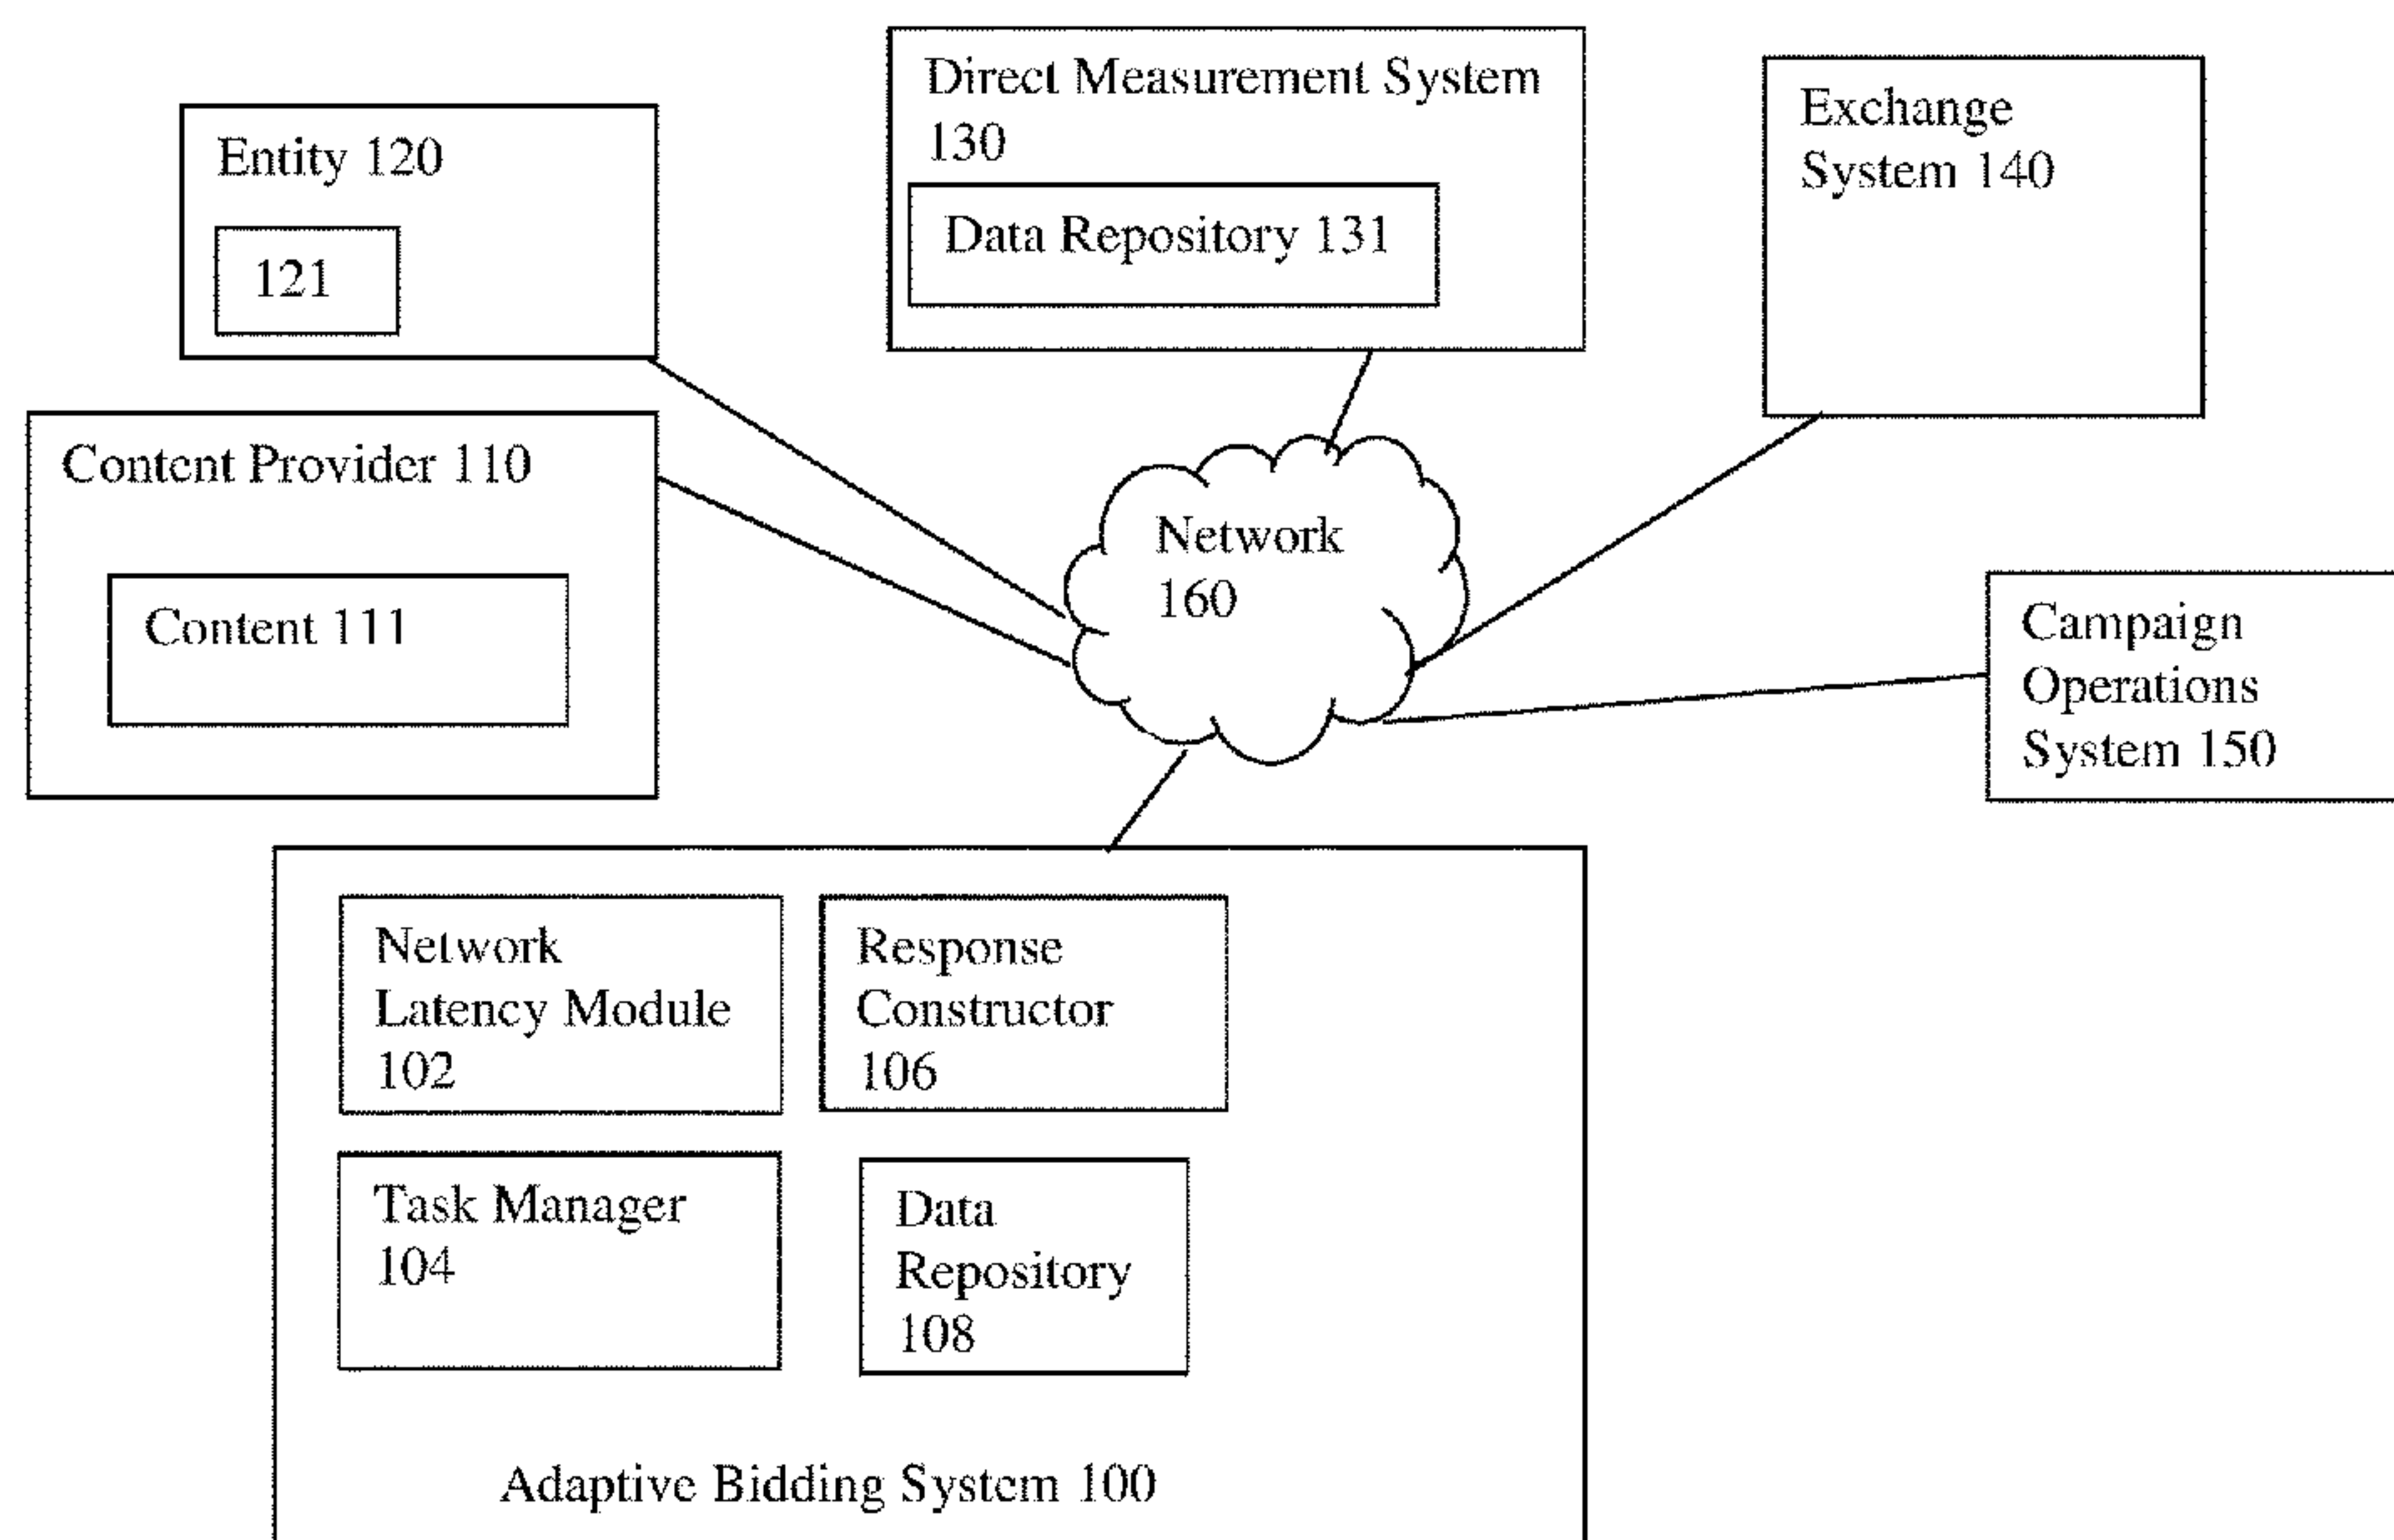 Direct Measurement System
130
Data Repository 131
Exchange
System 140
Entity 120
121
Content Provider 110
Content 111
Network
160
Campaign
Operations
System 150
Network
Latency Module
102
Response
Constructor
106
Task Manager
104
Data
Repository
108
Adaptive Bidding System 100